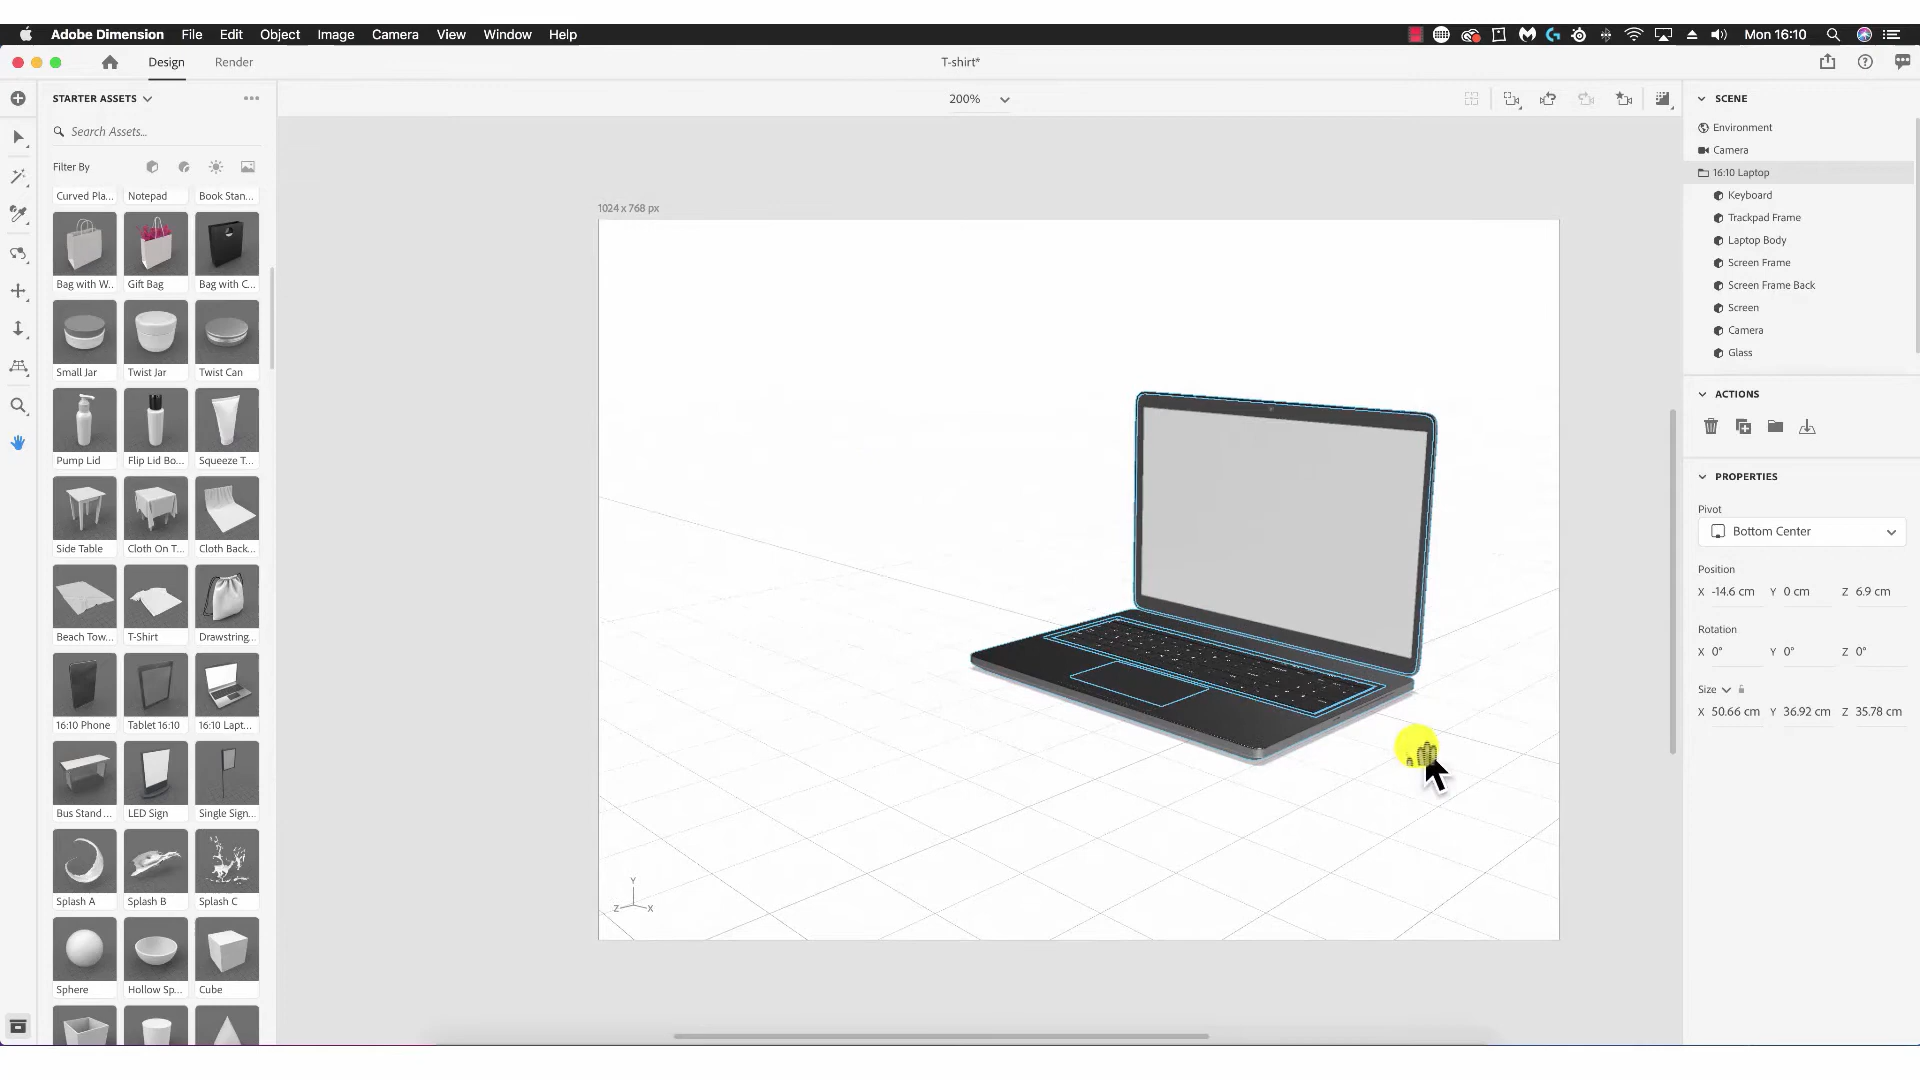 Adobe Dimension File Edit Object Image Camera View Window Help Mon 16:10
Design Render T-shirt*
STARTER ASSETS
200%
Search Assets...
Filter By
Curved Pla... Notepad Book Stan...
Bag with W... Gift Bag Bag with C...
Small Jar Twist Jar Twist Can
Pump Lid Flip Lid Bo... Squeeze T...
Side Table Cloth On T... Cloth Back...
Beach Tow... T-Shirt Drawstring...
16:10 Phone Tablet 16:10 16:10 Lapt...
Bus Stand ... LED Sign Single Sign...
Splash A Splash B Splash C
Sphere Hollow Sp... Cube
1024 x 768 px
Y
Z X
SCENE
Environment
Camera
16:10 Laptop
Keyboard
Trackpad Frame
Laptop Body
Screen Frame
Screen Frame Back
Screen
Camera
Glass
ACTIONS
PROPERTIES
Pivot
Bottom Center
Position
X -14.6 cm Y 0 cm Z 6.9 cm
Rotation
X 0° Y 0° Z 0°
Size
X 50.66 cm Y 36.92 cm Z 35.78 cm